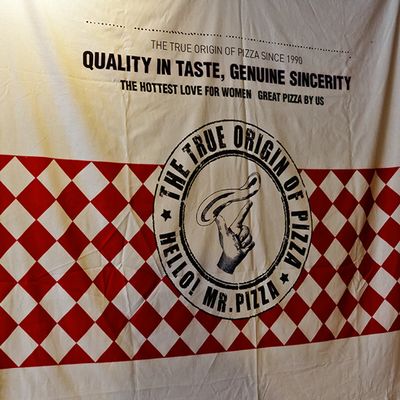 THE TRUE ORIGIN OF PIZZA SINCE 1990
QUALITY IN TASTE, GENUINE SINCERITY
THE HOTTEST LOVE FOR WOMEN GREAT PIZZA BY US
THE TRUE ORIGIN OF PIZZA
HELLO! MR.PIZZA